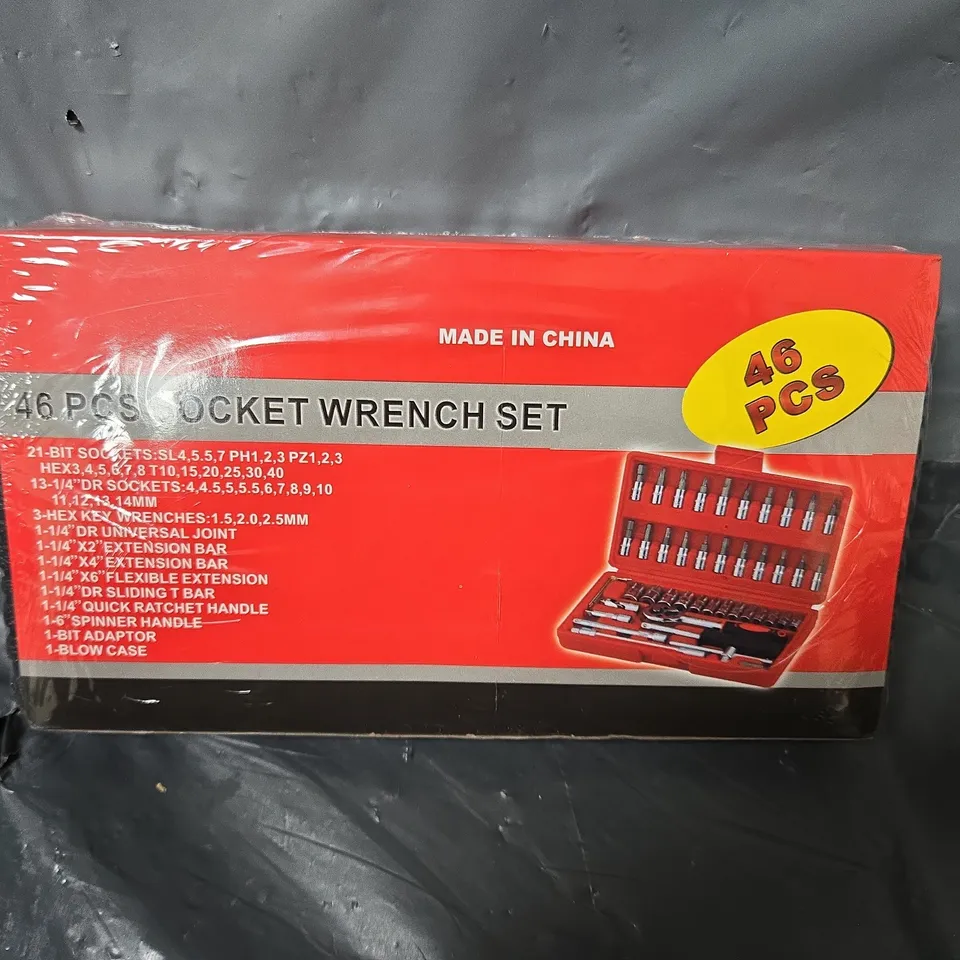 MADE IN CHINA
46 PCS
46 PCS SOCKET WRENCH SET
21-BIT SOCKETS:SL4,5.5,7 PH1,2,3 PZ1,2,3
HEX3,4,5,6,7,8 T10,15,20,25,30,40
13-1/4"DR SOCKETS:4,4.5,5,5.5,6,7,8,9,10
11,12,13,14MM
3-HEX KEY WRENCHES:1.5,2.0,2.5MM
1-1/4"DR UNIVERSAL JOINT
1-1/4"X2"EXTENSION BAR
1-1/4"X4"EXTENSION BAR
1-1/4"X6"FLEXIBLE EXTENSION
1-1/4"DR SLIDING T BAR
1-1/4"QUICK RATCHET HANDLE
1-6"SPINNER HANDLE
1-BIT ADAPTOR
1-BLOW CASE